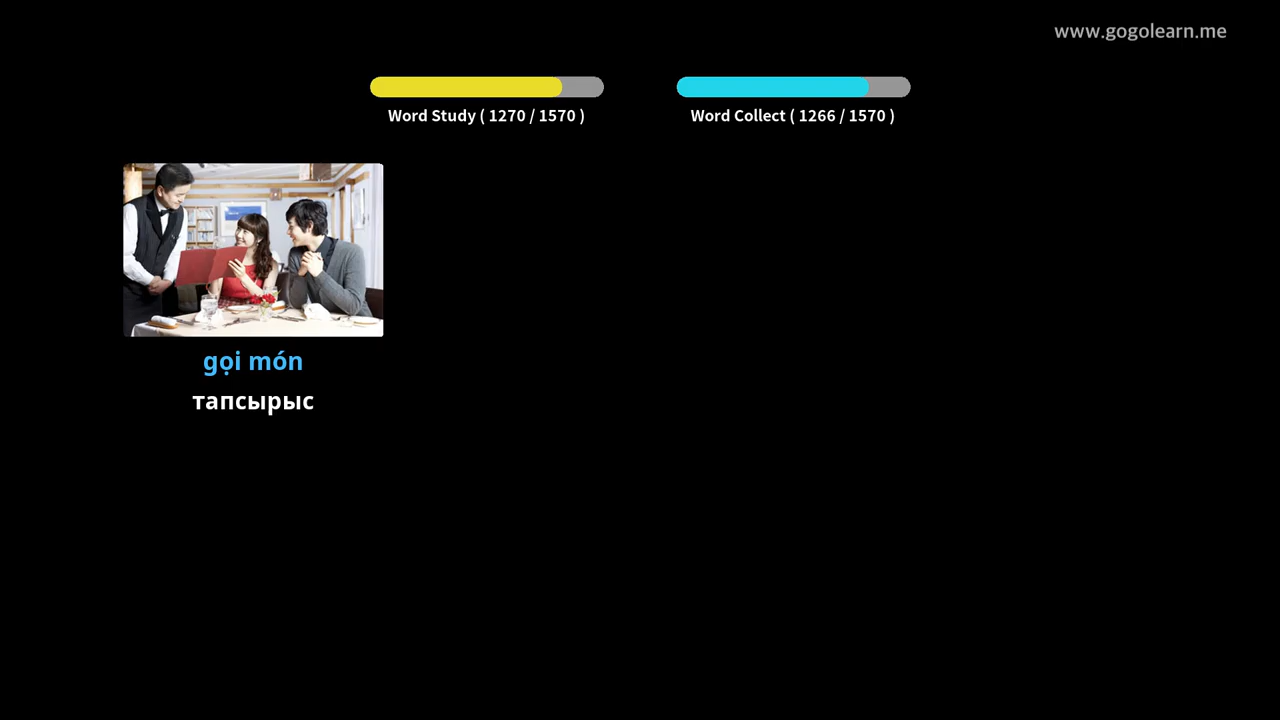 www.gogolearn.me
Word Study ( 1270 / 1570 )
Word Collect ( 1266 / 1570 )
gọi món
тапсырыс